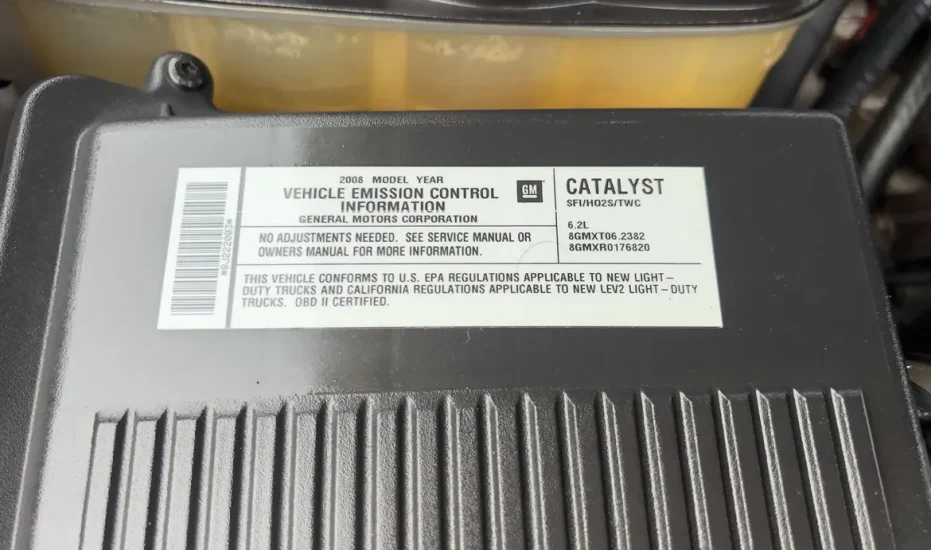 *8J222003*
2008 MODEL YEAR
VEHICLE EMISSION CONTROL
INFORMATION
GENERAL MOTORS CORPORATION
GM
NO ADJUSTMENTS NEEDED. SEE SERVICE MANUAL OR
OWNERS MANUAL FOR MORE INFORMATION.
CATALYST
SFI/HO2S/TWC
6.2L
8GMXT06.2382
8GMXR0176820
THIS VEHICLE CONFORMS TO U.S. EPA REGULATIONS APPLICABLE TO NEW LIGHT-
DUTY TRUCKS AND CALIFORNIA REGULATIONS APPLICABLE TO NEW LEV2 LIGHT-DUTY
TRUCKS. OBD II CERTIFIED.